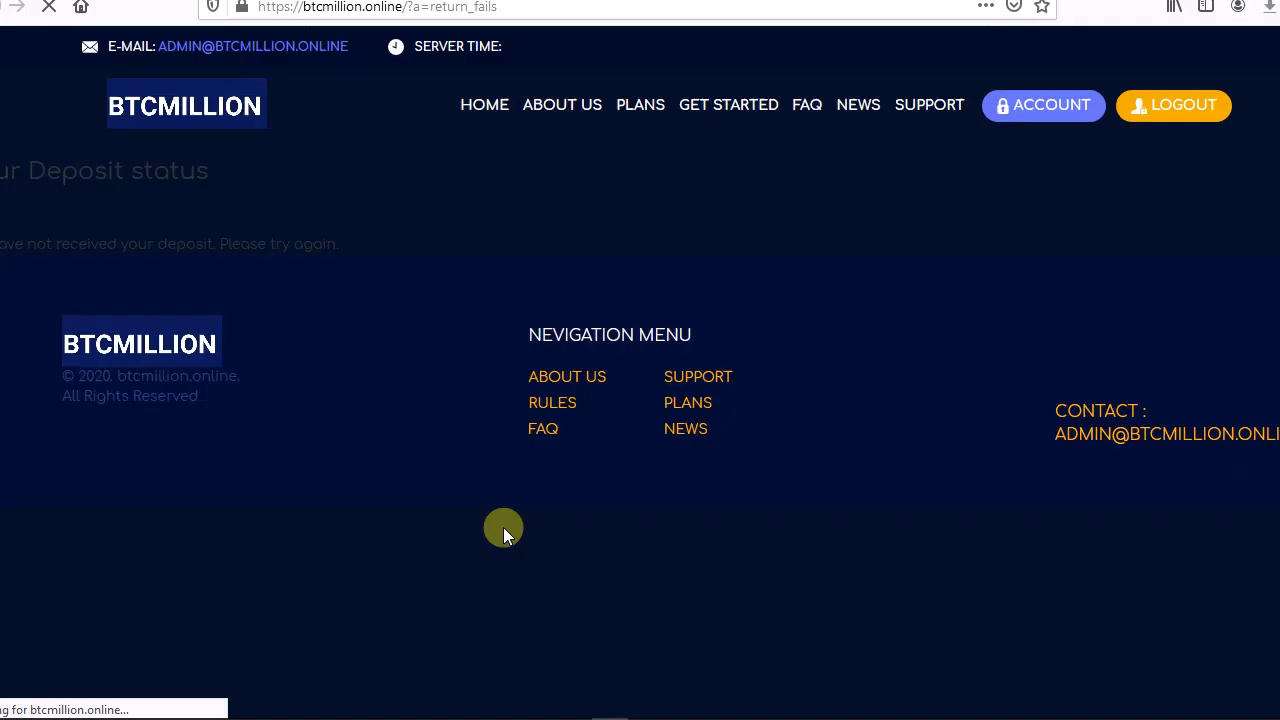 https://btcmillion.online/?a=return_fails
E-MAIL: ADMIN@BTCMILLION.ONLINE SERVER TIME:
BTCMILLION
HOME ABOUT US PLANS GET STARTED FAQ NEWS SUPPORT ACCOUNT LOGOUT
ur Deposit status
ave not received your deposit. Please try again.
BTCMILLION
© 2020. btcmillion.online.
All Rights Reserved
NEVIGATION MENU
ABOUT US SUPPORT
RULES PLANS
FAQ NEWS
CONTACT :
ADMIN@BTCMILLION.ONLI
ng for btcmillion.online...